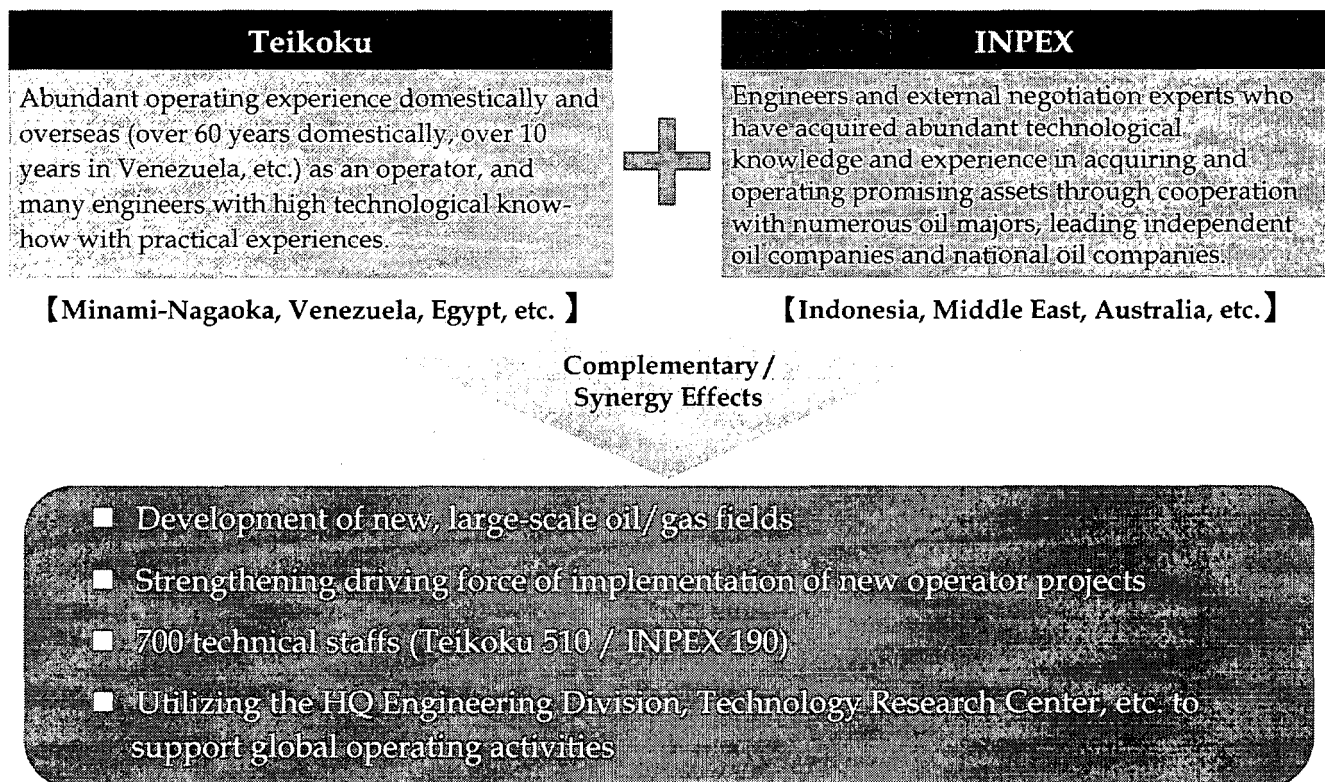 Teikoku
Abundant operating experience domestically and
overseas (over 60 years domestically, over 10
years in Venezuela, etc.) as an operator, and
many engineers with high technological know-
how with practical experiences.
【Minami-Nagaoka, Venezuela, Egypt, etc. 】
INPEX
Engineers and external negotiation experts who
have acquired abundant technological
knowledge and experience in acquiring and
operating promising assets through cooperation
with numerous oil majors, leading independent
oil companies and national oil companies.
【Indonesia, Middle East, Australia, etc.】
Complementary /
Synergy Effects
■ Development of new, large-scale oil/gas fields
■ Strengthening driving force of implementation of new operator projects
■ 700 technical staffs (Teikoku 510 / INPEX 190)
■ Utilizing the HQ Engineering Division, Technology Research Center, etc. to
support global operating activities